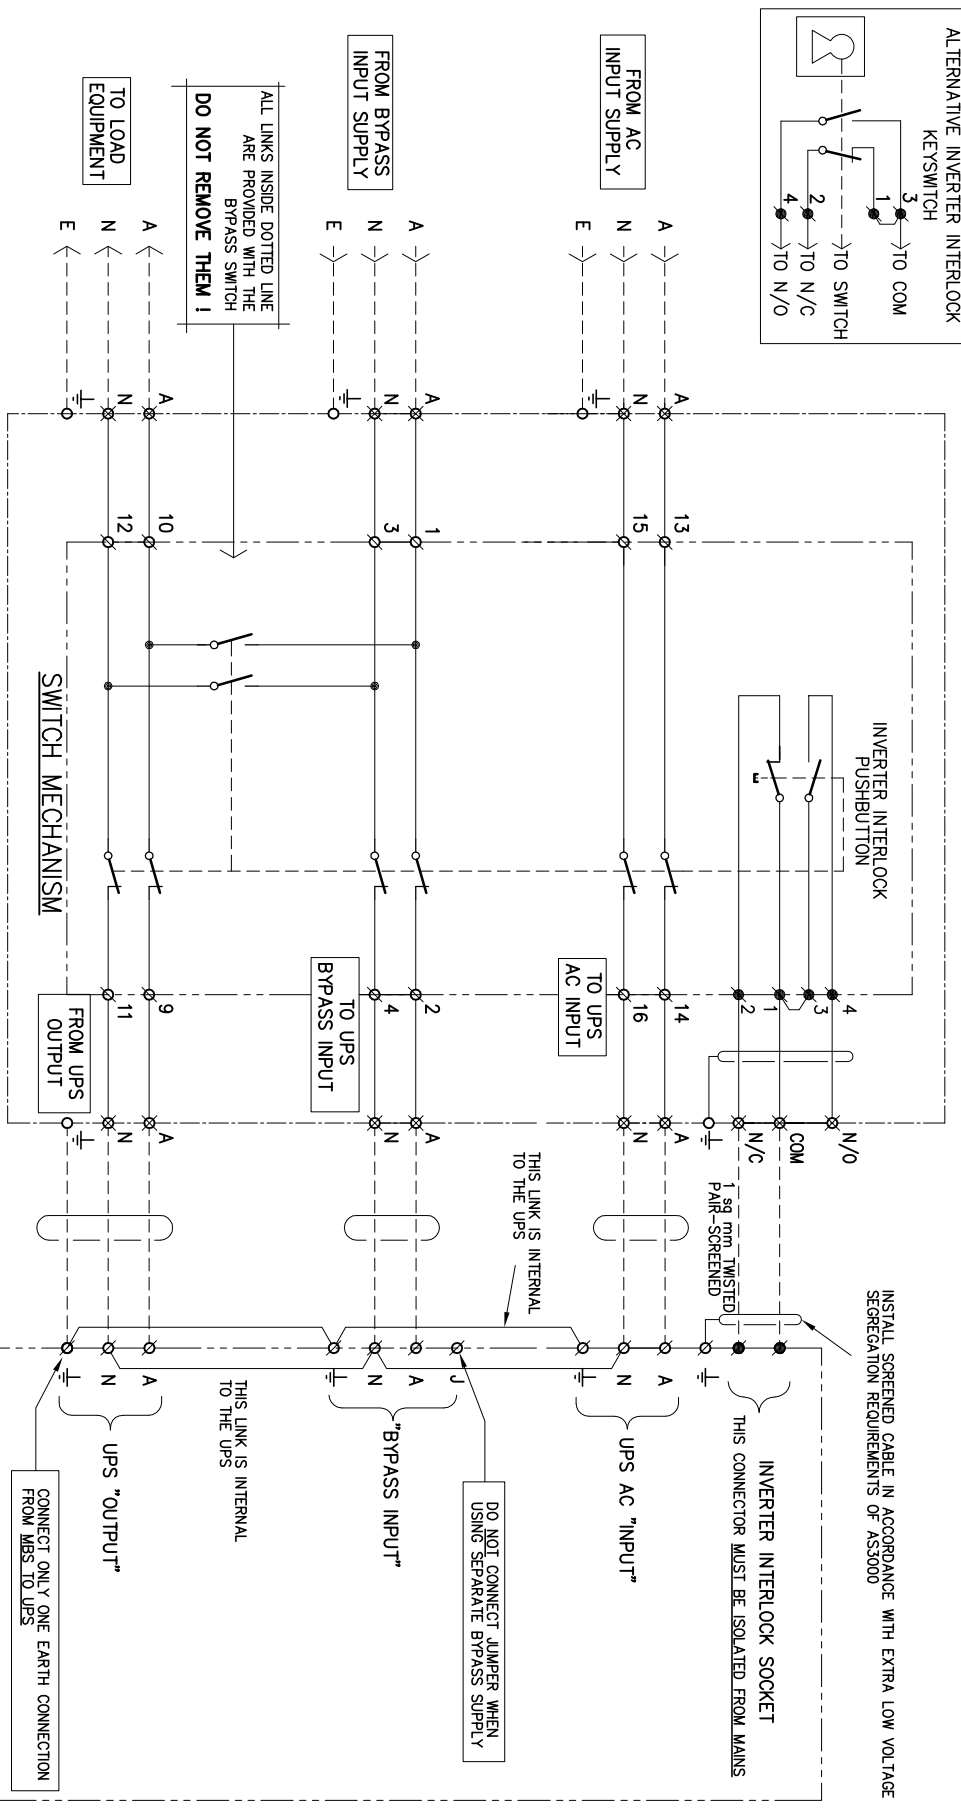 ALTERNATIVE INVERTER INTERLOCK
KEYSWITCH
3
1
2
4
TO COM
TO SWITCH
TO N/C
TO N/O
FROM AC
INPUT SUPPLY
A
N
E
FROM BYPASS
INPUT SUPPLY
A
N
E
ALL LINKS INSIDE DOTTED LINE
ARE PROVIDED WITH THE
BYPASS SWITCH
DO NOT REMOVE THEM !
TO LOAD
EQUIPMENT
A
N
E
A
N
A
N
A
N
13
15
1
3
10
12
INVERTER INTERLOCK
PUSHBUTTON
E
SWITCH MECHANISM
4
3
1
2
TO UPS
AC INPUT
14
16
TO UPS
BYPASS INPUT
2
4
FROM UPS
OUTPUT
9
11
N/O
COM
N/C
A
N
A
N
A
N
1 sq mm TWISTED
PAIR-SCREENED
THIS LINK IS INTERNAL
TO THE UPS
INSTALL SCREENED CABLE IN ACCORDANCE WITH EXTRA LOW VOLTAGE
SEGREGATION REQUIREMENTS OF AS3000
INVERTER INTERLOCK SOCKET
THIS CONNECTOR MUST BE ISOLATED FROM MAINS
A
N
UPS AC "INPUT"
J
A
N
"BYPASS INPUT"
DO NOT CONNECT JUMPER WHEN
USING SEPARATE BYPASS SUPPLY
THIS LINK IS INTERNAL
TO THE UPS
A
N
UPS "OUTPUT"
CONNECT ONLY ONE EARTH CONNECTION
FROM MBS TO UPS